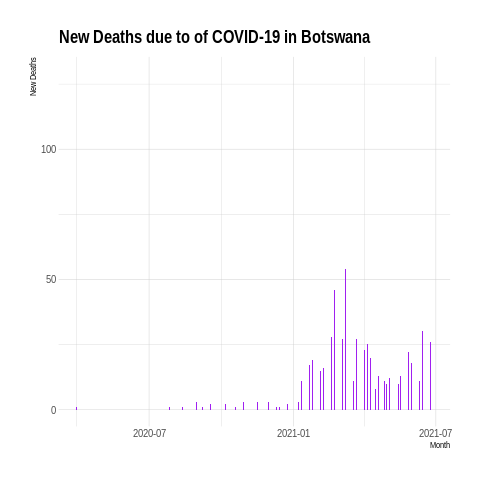 New Deaths due to of COVID-19 in Botswana
New Deaths
100
50
0
2020-07
2021-01
2021-07
Month